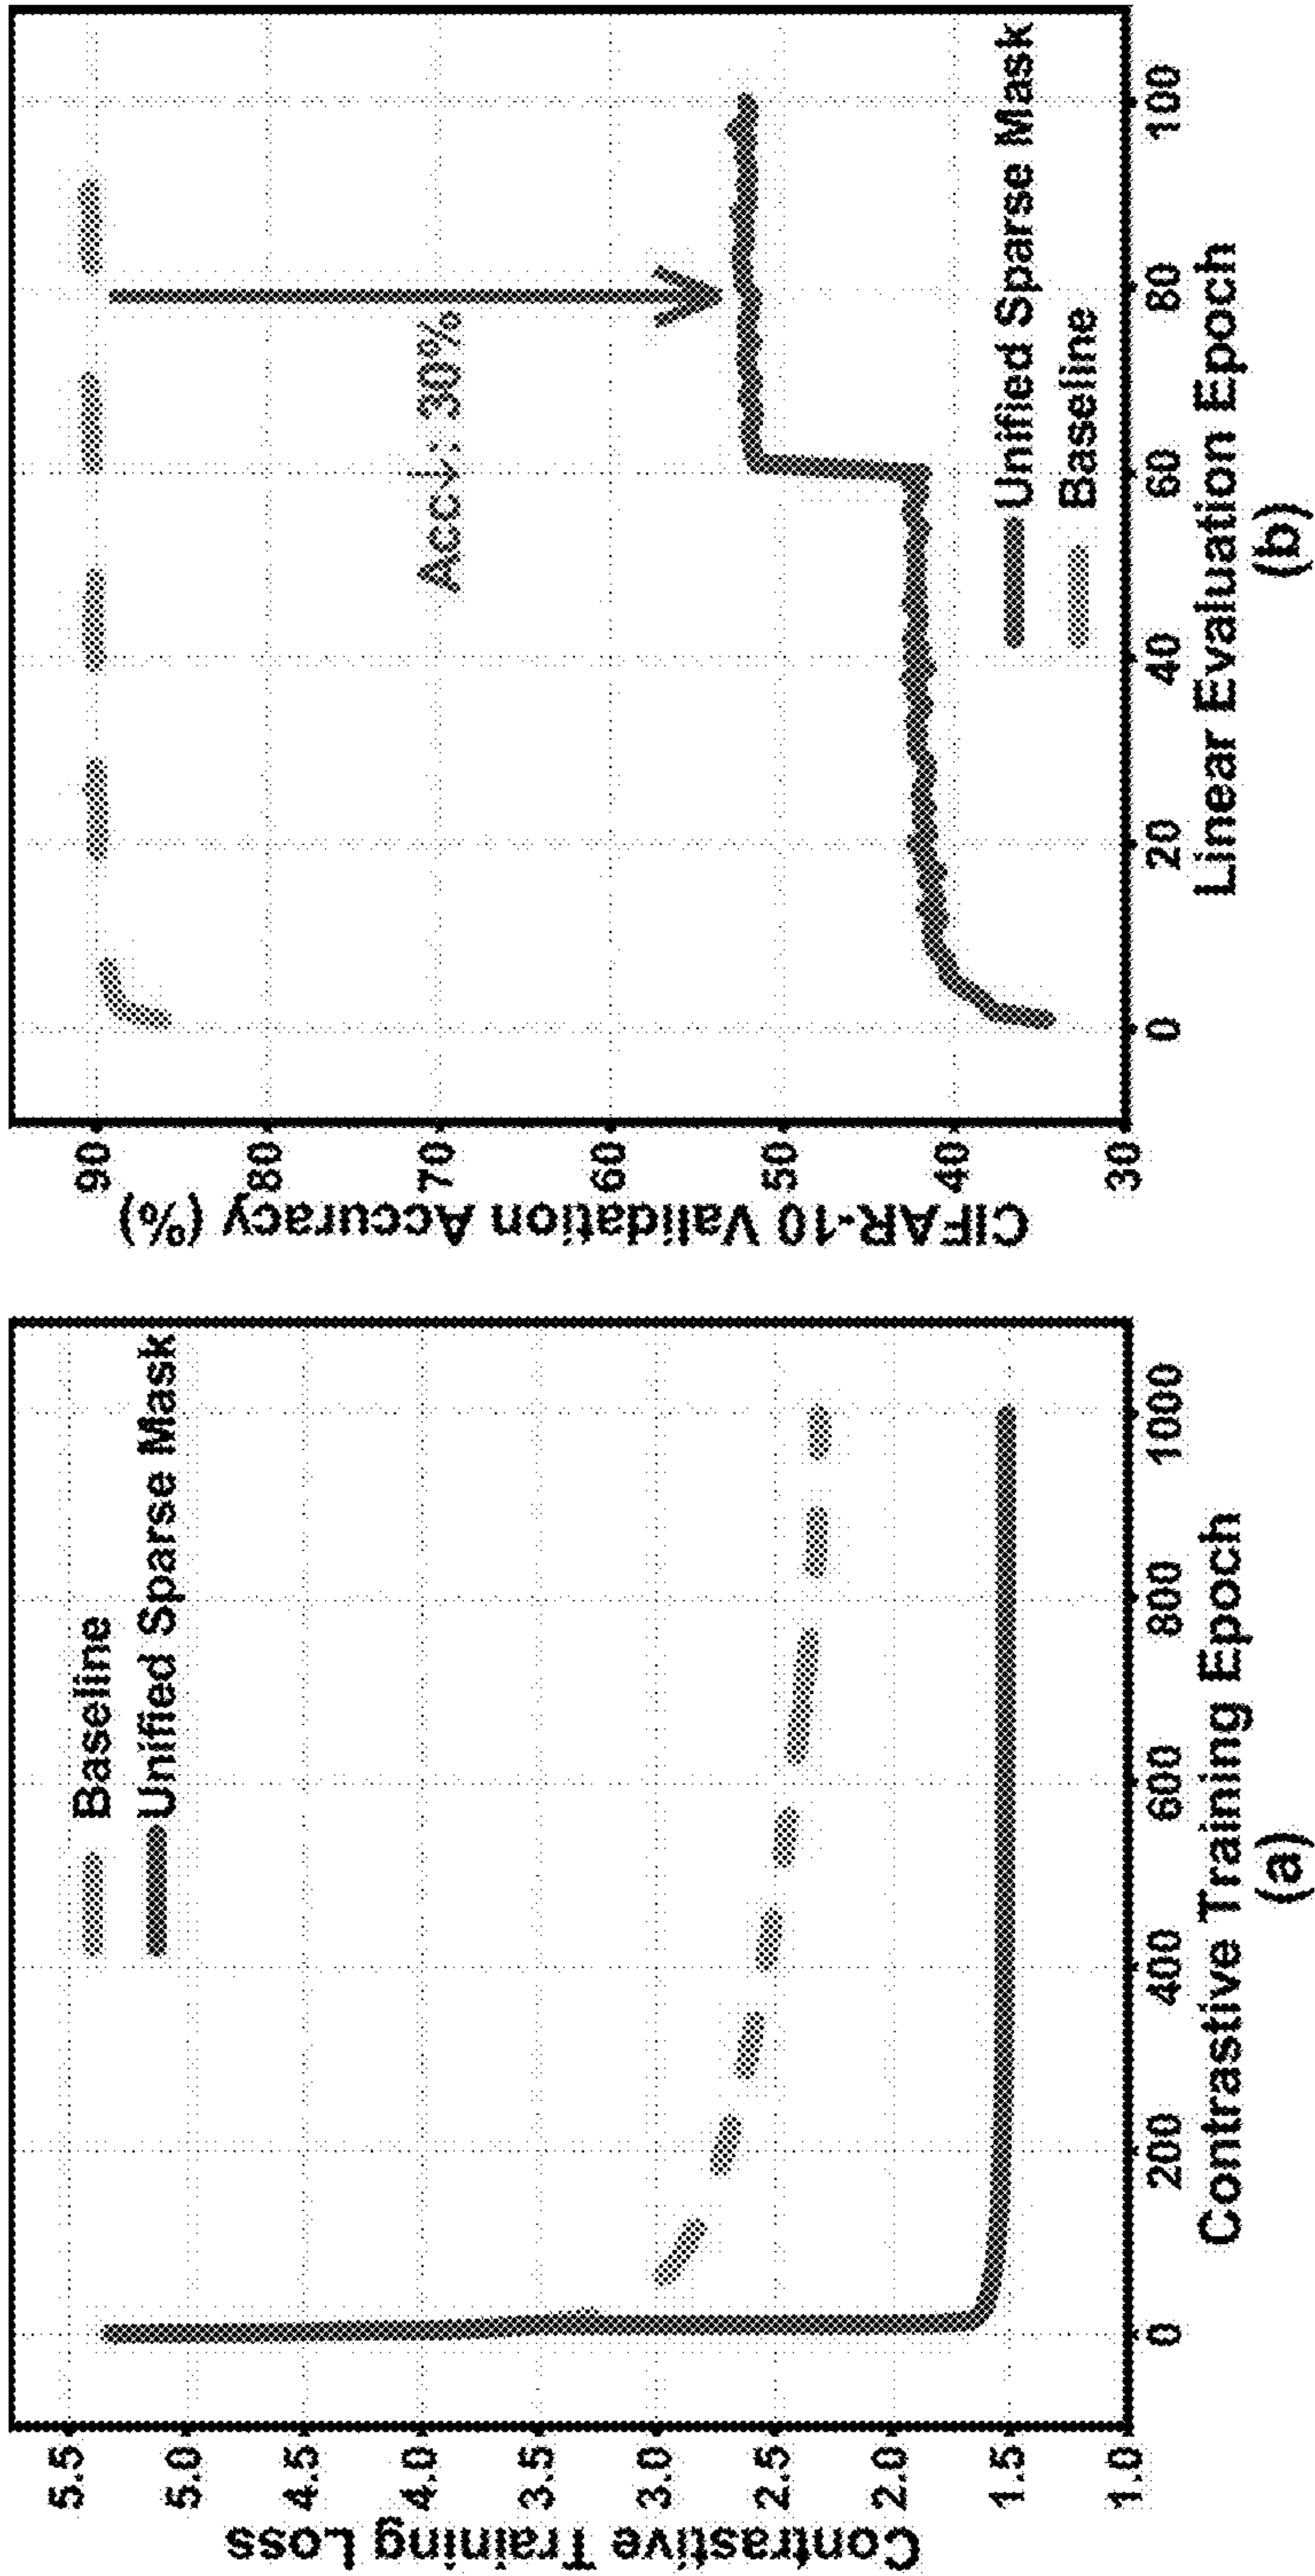 Contrastive Training Loss
5.5
5.0
4.5
4.0
3.5
3.0
2.5
2.0
1.5
1.0
Baseline
Unified Sparse Mask
0
200
400
600
800
1000
Contrastive Training Epoch
(a)
CIFAR-10 Validation Accuracy (%)
90
80
70
60
50
40
30
Acc↓: 30%
Unified Sparse Mask
Baseline
0
20
40
60
80
100
Linear Evaluation Epoch
(b)